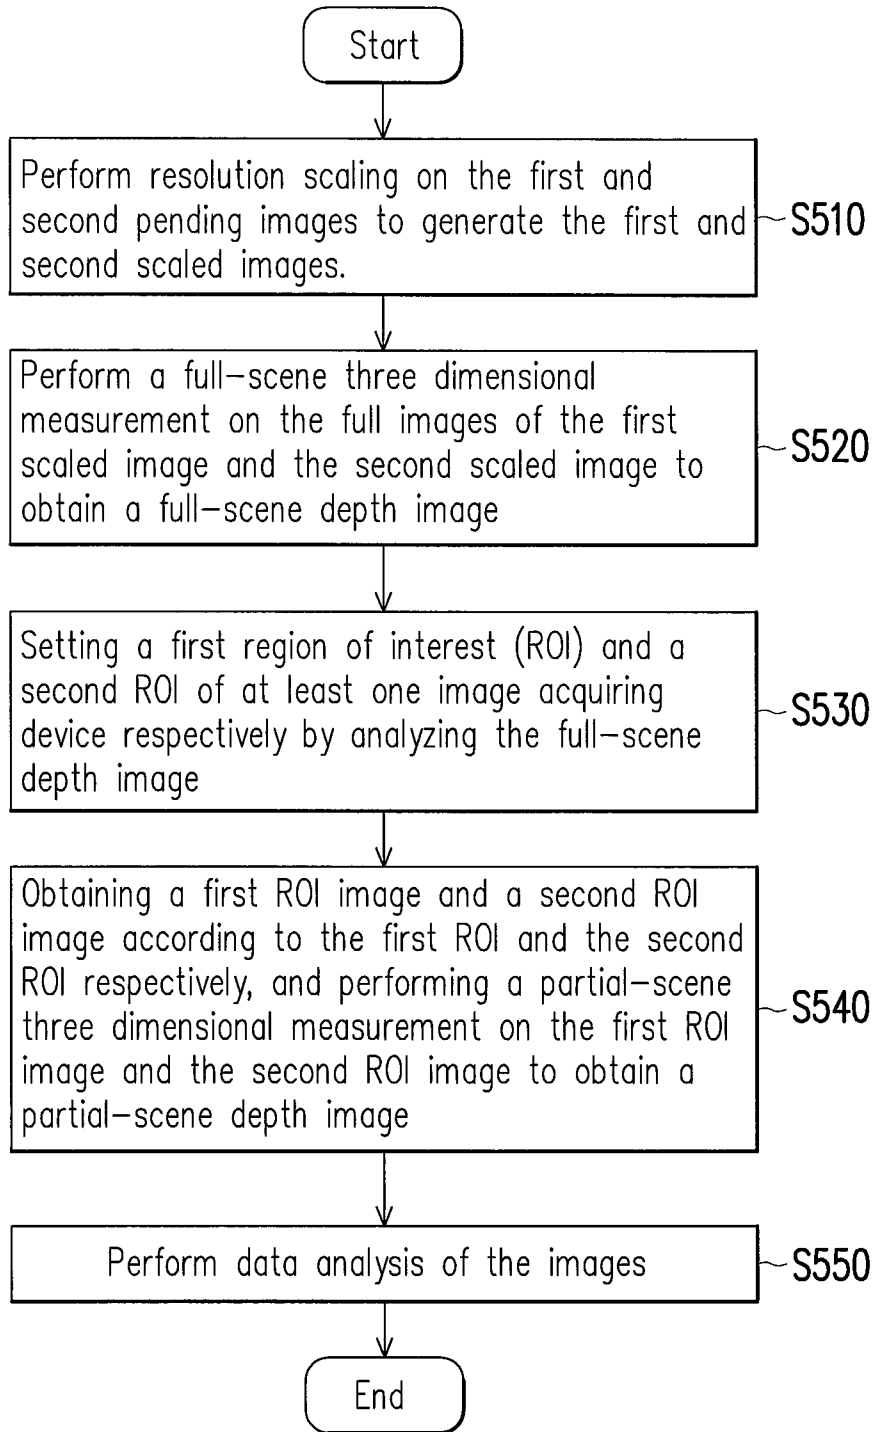 Start
Perform resolution scaling on the first and
second pending images to generate the first and
second scaled images.
S510
Perform a full-scene three dimensional
measurement on the full images of the first
scaled image and the second scaled image to
obtain a full-scene depth image
S520
Setting a first region of interest (ROI) and a
second ROI of at least one image acquiring
device respectively by analyzing the full-scene
depth image
S530
Obtaining a first ROI image and a second ROI
image according to the first ROI and the second
ROI respectively, and performing a partial-scene
three dimensional measurement on the first ROI
image and the second ROI image to obtain a
partial-scene depth image
S540
Perform data analysis of the images
S550
End